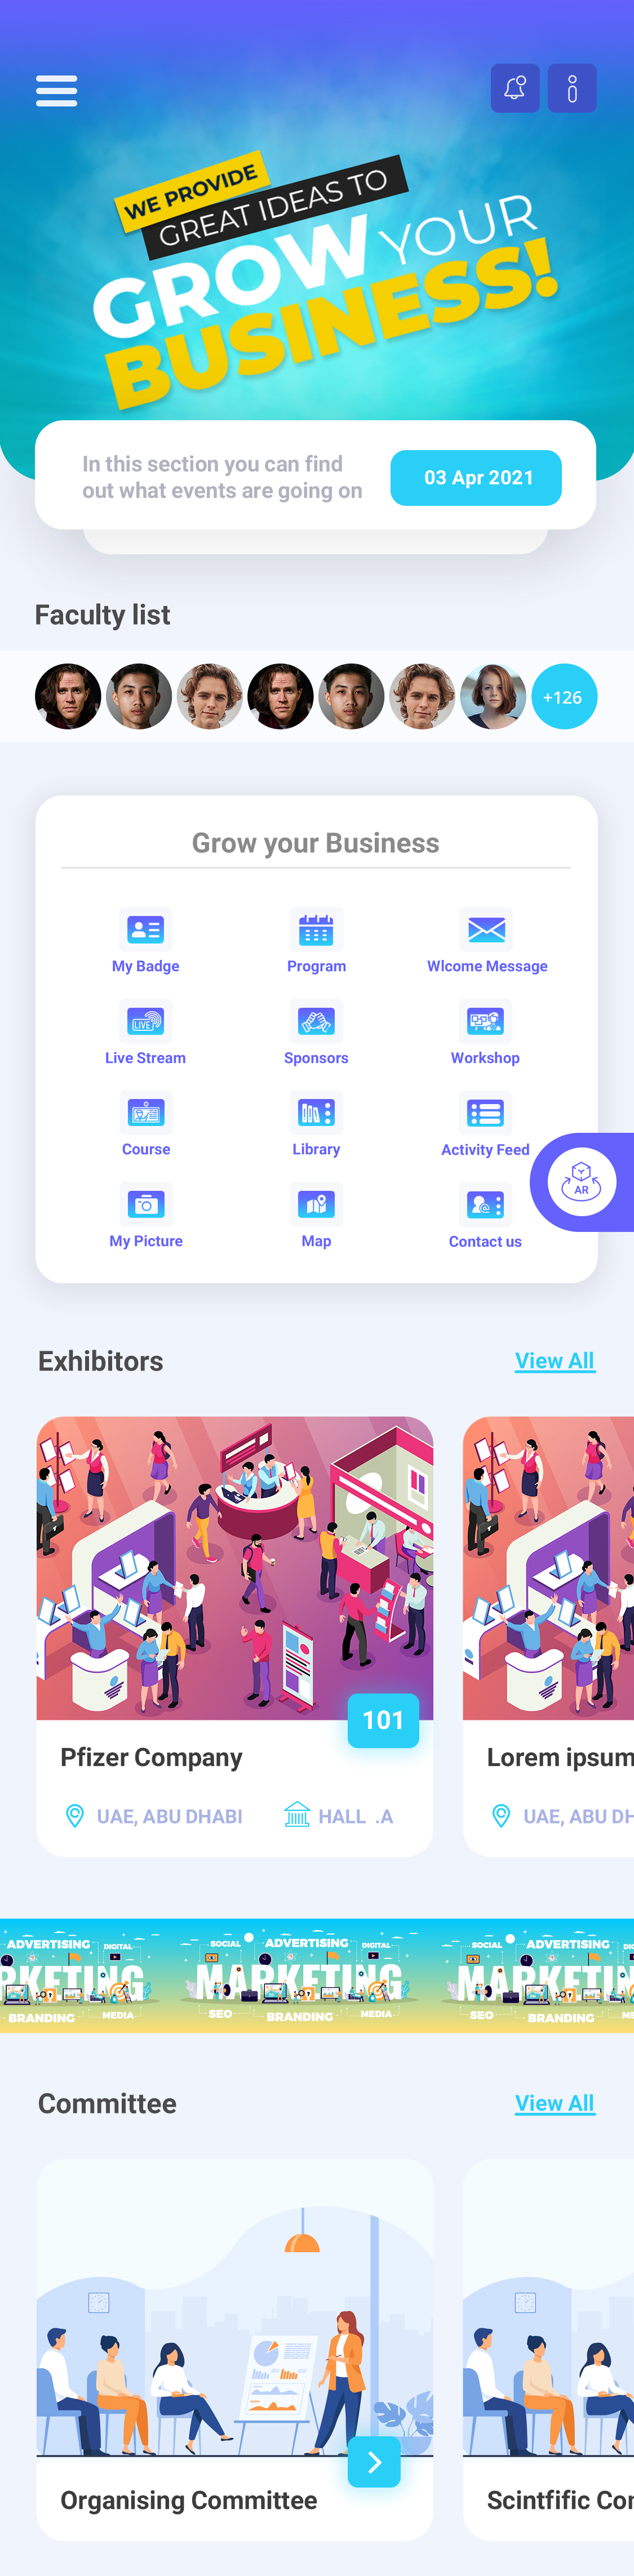 WE PROVIDE
GREAT IDEAS TO
GROW YOUR
BUSINESS!
In this section you can find
out what events are going on
03 Apr 2021
Faculty list
+126
Grow your Business
My Badge
Program
Wlcome Message
LIVE
Live Stream
Sponsors
Workshop
Course
Library
Activity Feed
AR
My Picture
Map
Contact us
Exhibitors
View All
101
Pfizer Company
Lorem ipsum
UAE, ABU DHABI
HALL .A
UAE, ABU DH
ADVERTISING
DIGITAL
SOCIAL
ADVERTISING
DIGITAL
SOCIAL
ADVERTISING
RKETING
MARKETING
MARKETIN
BRANDING
MEDIA
SEO
BRANDING
MEDIA
SEO
BRANDING
Committee
View All
Organising Committee
Scintfific Co